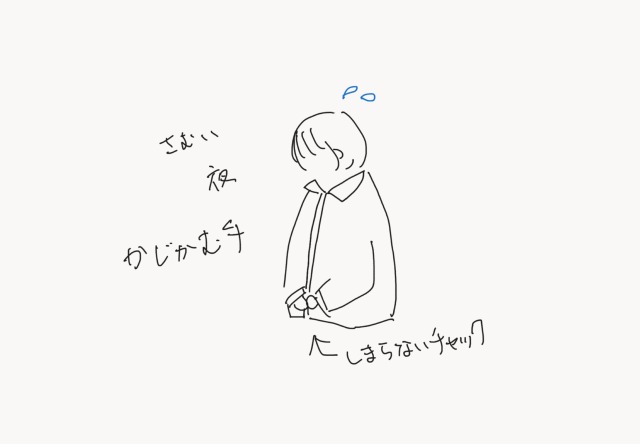 さむい
夜
かじかむ手
しまらないチャック